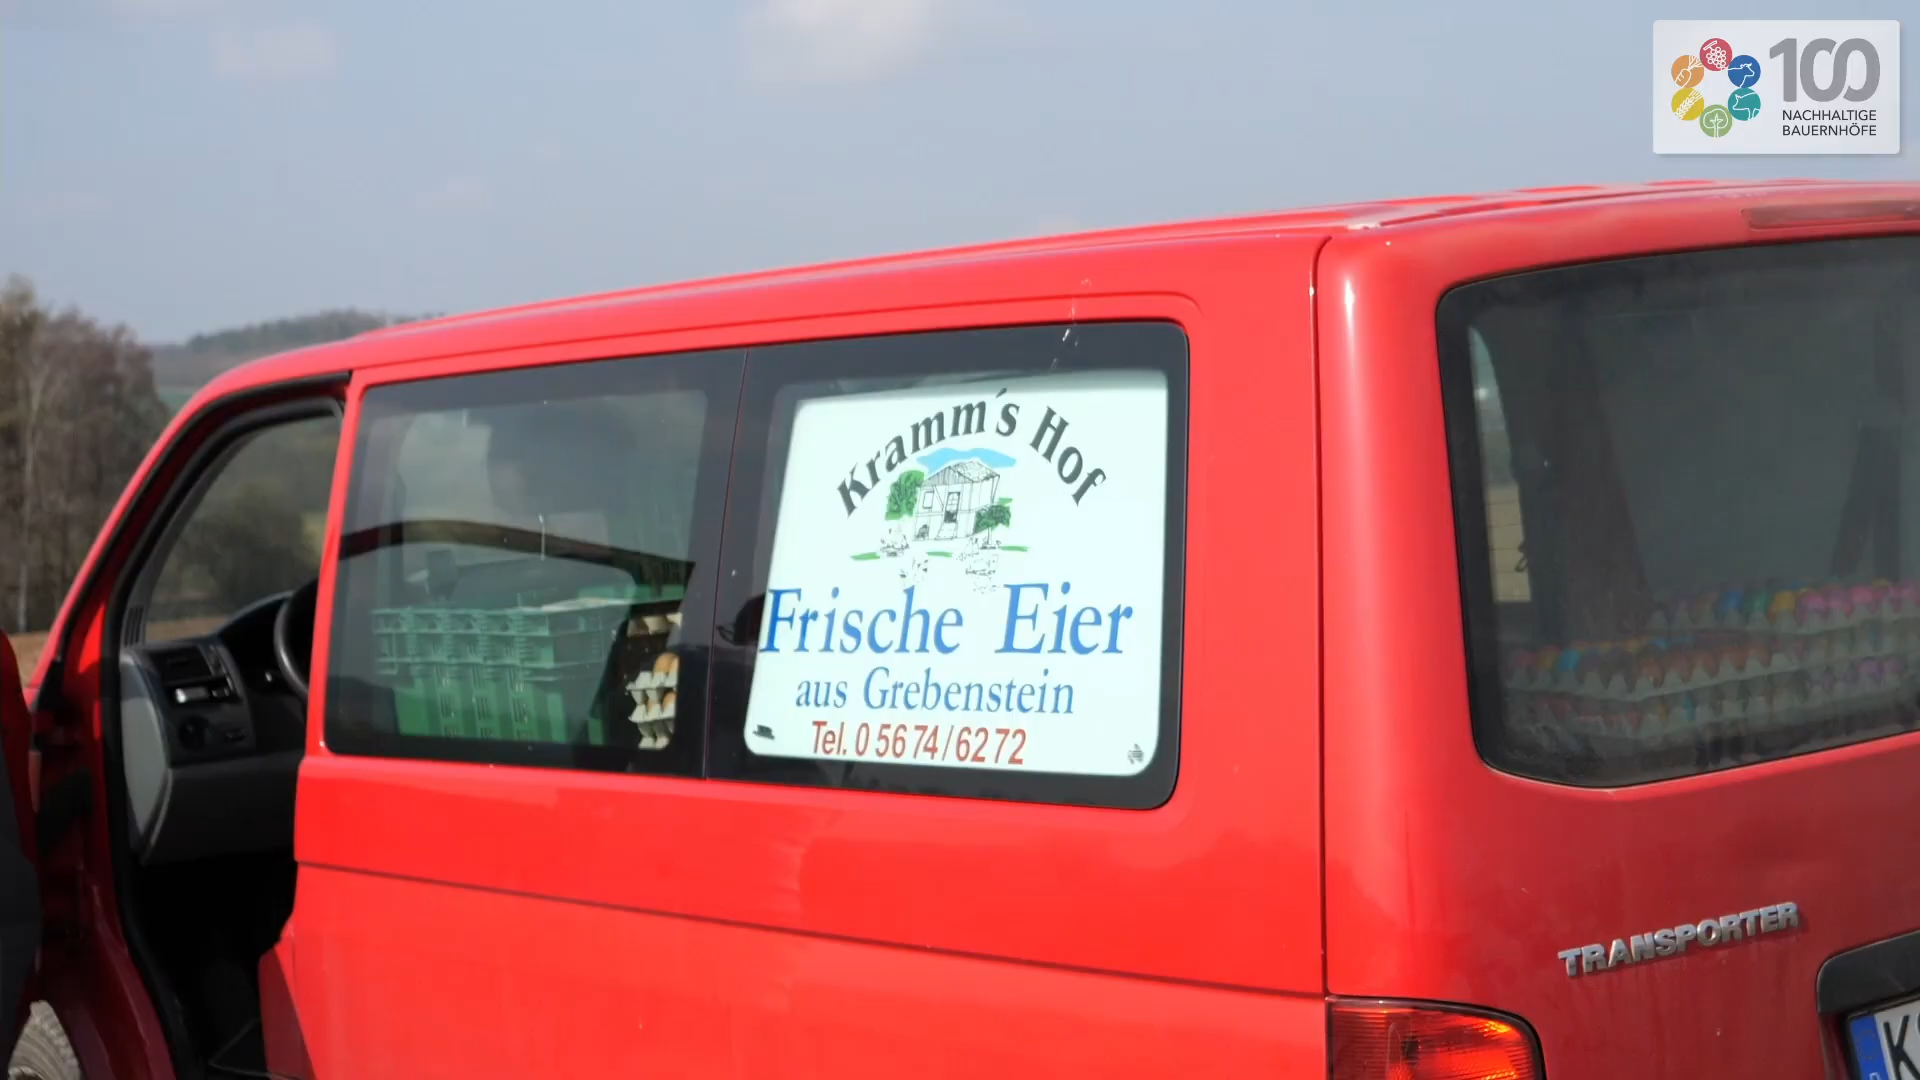 100
NACHHALTIGE
BAUERNHÖFE
Kramm's Hof
Frische Eier
aus Grebenstein
Tel. 0 56 74 / 62 72
TRANSPORTER